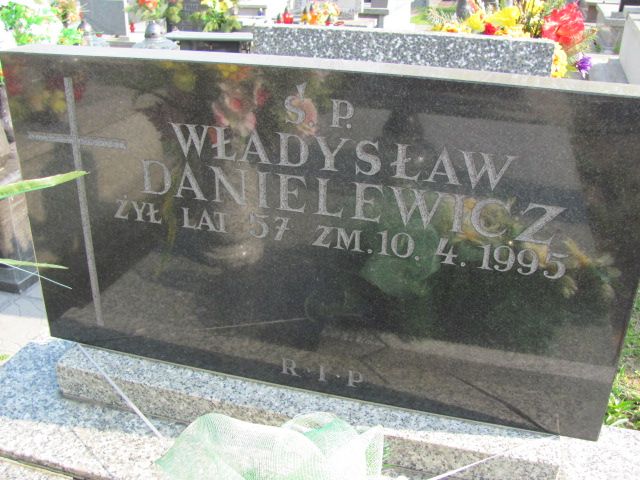 Ś. P.
WŁADYSŁAW
DANIELEWICZ
ŻYŁ LAT 57 ZM. 10. 4. 1995
R·I·P